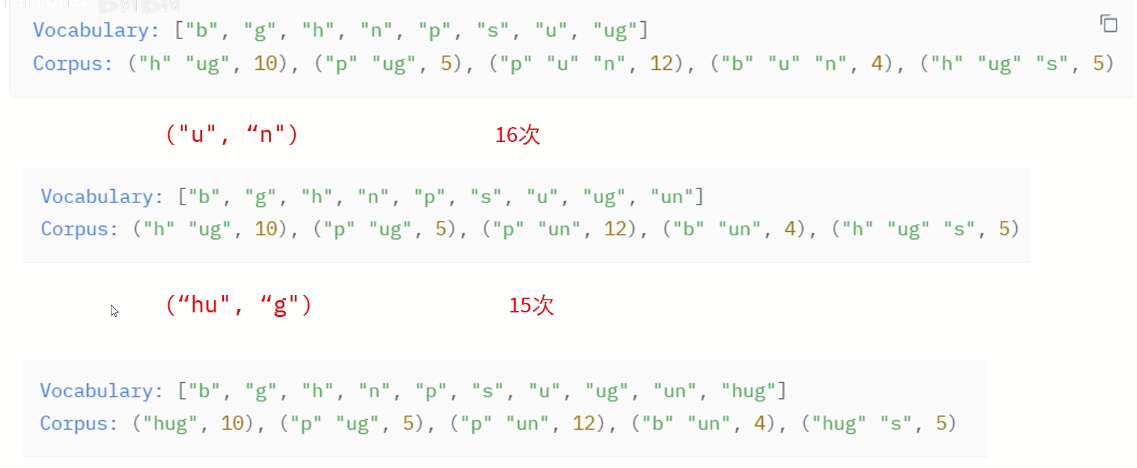 Vocabulary: ["b", "g", "h", "n", "p", "s", "u", "ug"]
Corpus: ("h" "ug", 10), ("p" "ug", 5), ("p" "u" "n", 12), ("b" "u" "n", 4), ("h" "ug" "s", 5)
("u", “n") 16次
Vocabulary: ["b", "g", "h", "n", "p", "s", "u", "ug", "un"]
Corpus: ("h" "ug", 10), ("p" "ug", 5), ("p" "un", 12), ("b" "un", 4), ("h" "ug" "s", 5)
(“hu", “g") 15次
Vocabulary: ["b", "g", "h", "n", "p", "s", "u", "ug", "un", "hug"]
Corpus: ("hug", 10), ("p" "ug", 5), ("p" "un", 12), ("b" "un", 4), ("hug" "s", 5)